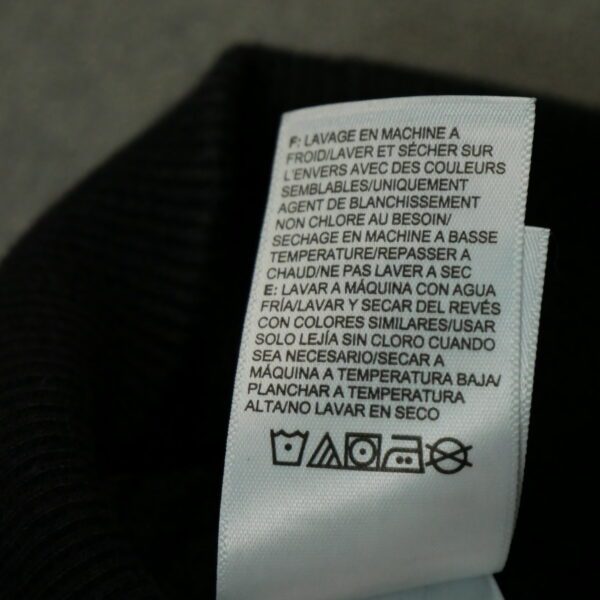 F: LAVAGE EN MACHINE A
FROID/LAVER ET SÉCHER SUR
L'ENVERS AVEC DES COULEURS
SEMBLABLES/UNIQUEMENT
AGENT DE BLANCHISSEMENT
NON CHLORE AU BESOIN/
SECHAGE EN MACHINE A BASSE
TEMPERATURE/REPASSER A
CHAUD/NE PAS LAVER A SEC
E: LAVAR A MÁQUINA CON AGUA
FRÍA/LAVAR Y SECAR DEL REVÉS
CON COLORES SIMILARES/USAR
SOLO LEJÍA SIN CLORO CUANDO
SEA NECESARIO/SECAR A
MÁQUINA A TEMPERATURA BAJA/
PLANCHAR A TEMPERATURA
ALTA/NO LAVAR EN SECO